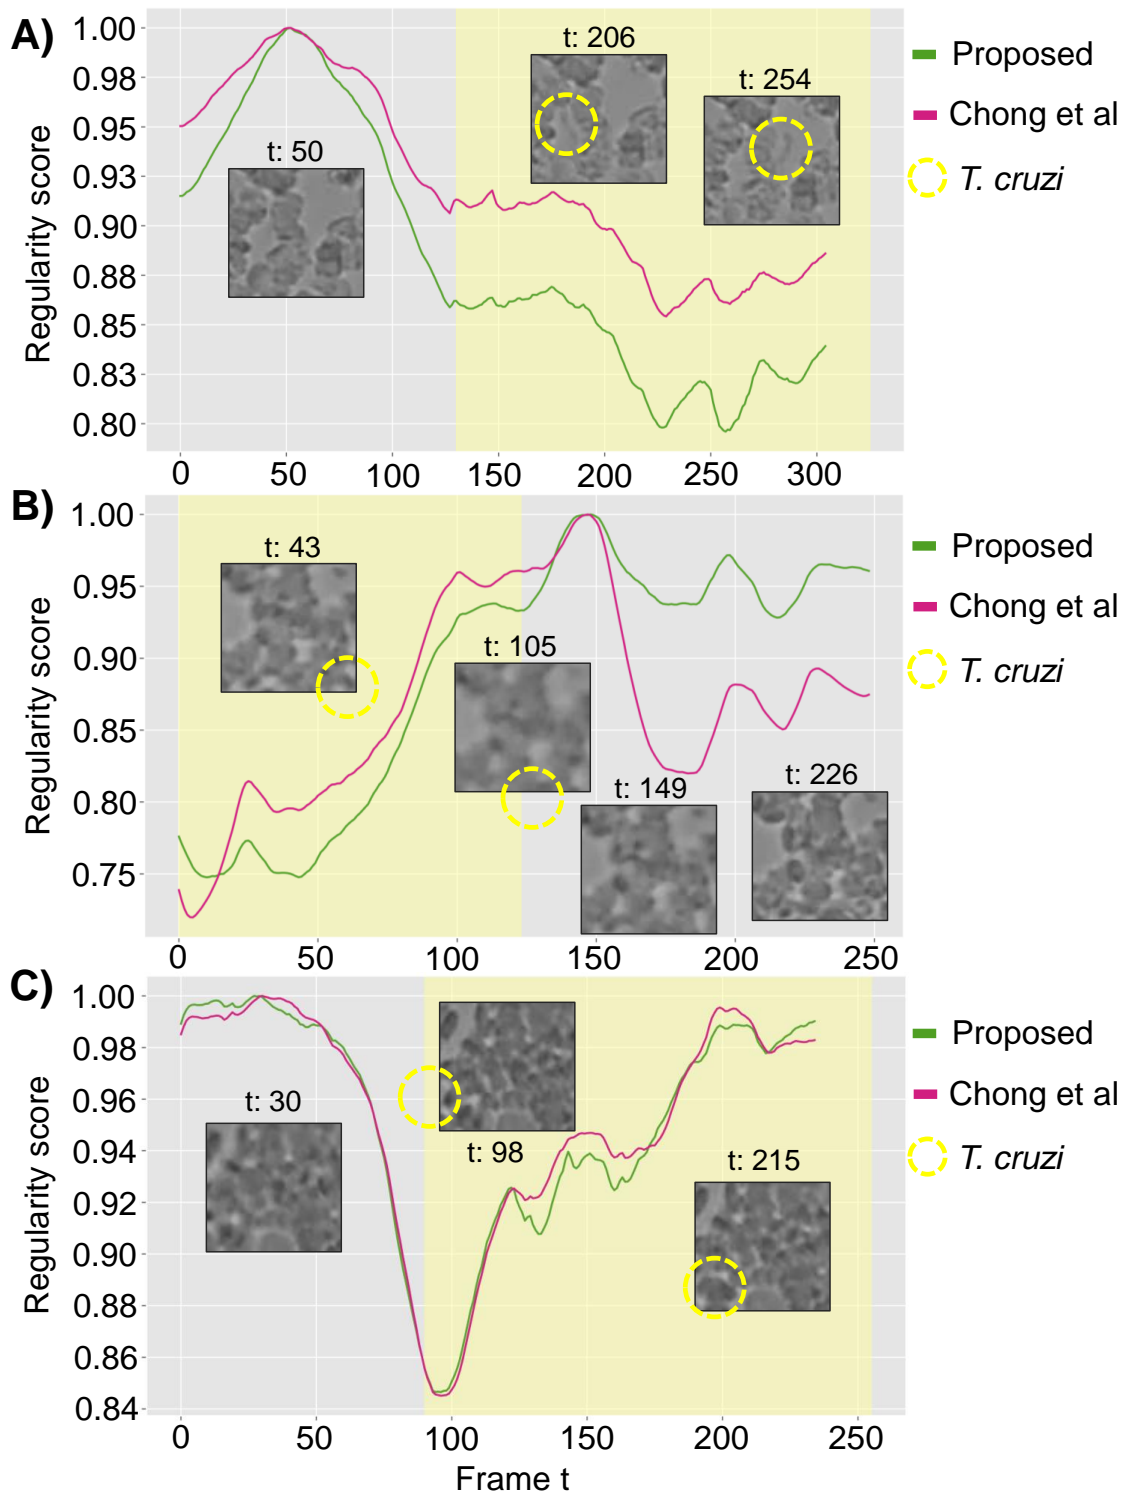 A)
Regularity score
1.00
0.98
0.95
0.93
0.90
0.88
0.85
0.83
0.80
t: 50
t: 206
t: 254
0 50 100 150 200 250 300
Proposed
Chong et al
T. cruzi
B)
Regularity score
1.00
0.95
0.90
0.85
0.80
0.75
t: 43
t: 105
t: 149
t: 226
0 50 100 150 200 250
Proposed
Chong et al
T. cruzi
C)
Regularity score
1.00
0.98
0.96
0.94
0.92
0.90
0.88
0.86
0.84
t: 30
t: 98
t: 215
0 50 100 150 200 250
Frame t
Proposed
Chong et al
T. cruzi